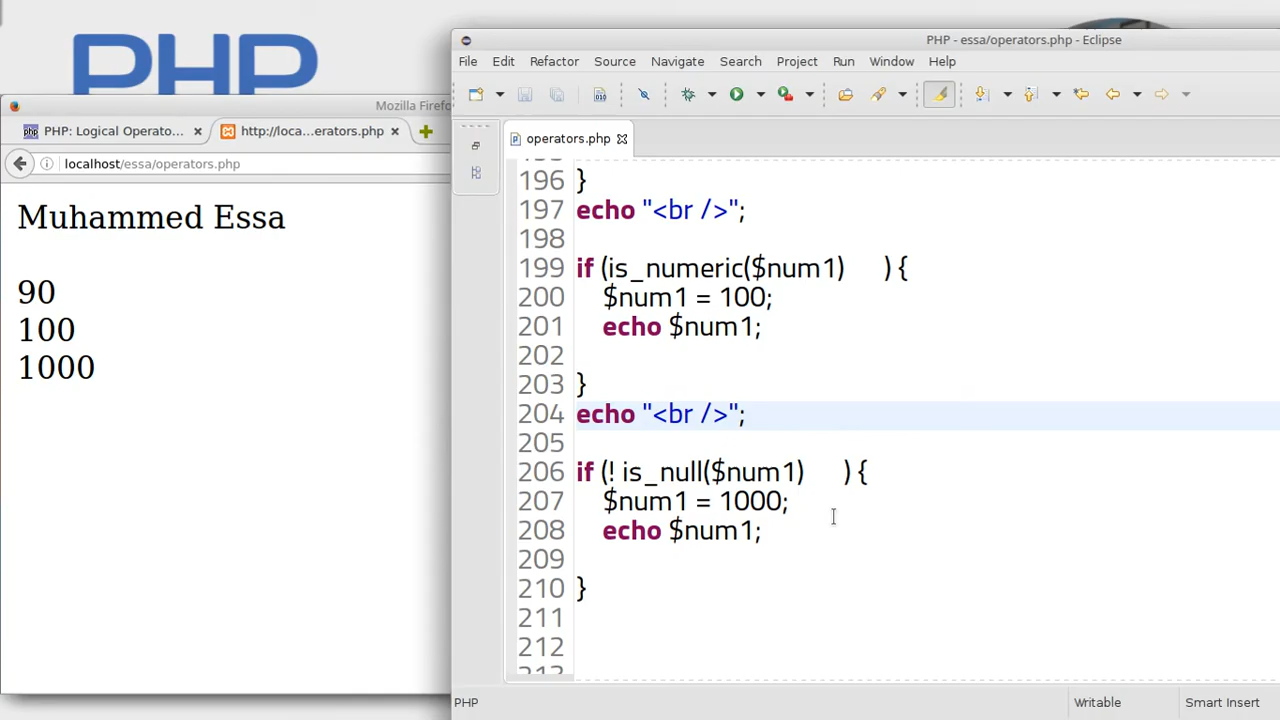 PHP
PHP - essa/operators.php - Eclipse
File Edit Refactor Source Navigate Search Project Run Window Help
Mozilla Firefo
PHP: Logical Operato... http://loca...erators.php
localhost/essa/operators.php
operators.php
Muhammed Essa
90
100
1000
196 }
197 echo "<br />";
198
199 if (is_numeric($num1) ) {
200 $num1 = 100;
201 echo $num1;
202
203 }
204 echo "<br />";
205
206 if (! is_null($num1) ) {
207 $num1 = 1000;
208 echo $num1;
209
210 }
211
212
PHP Writable Smart Insert